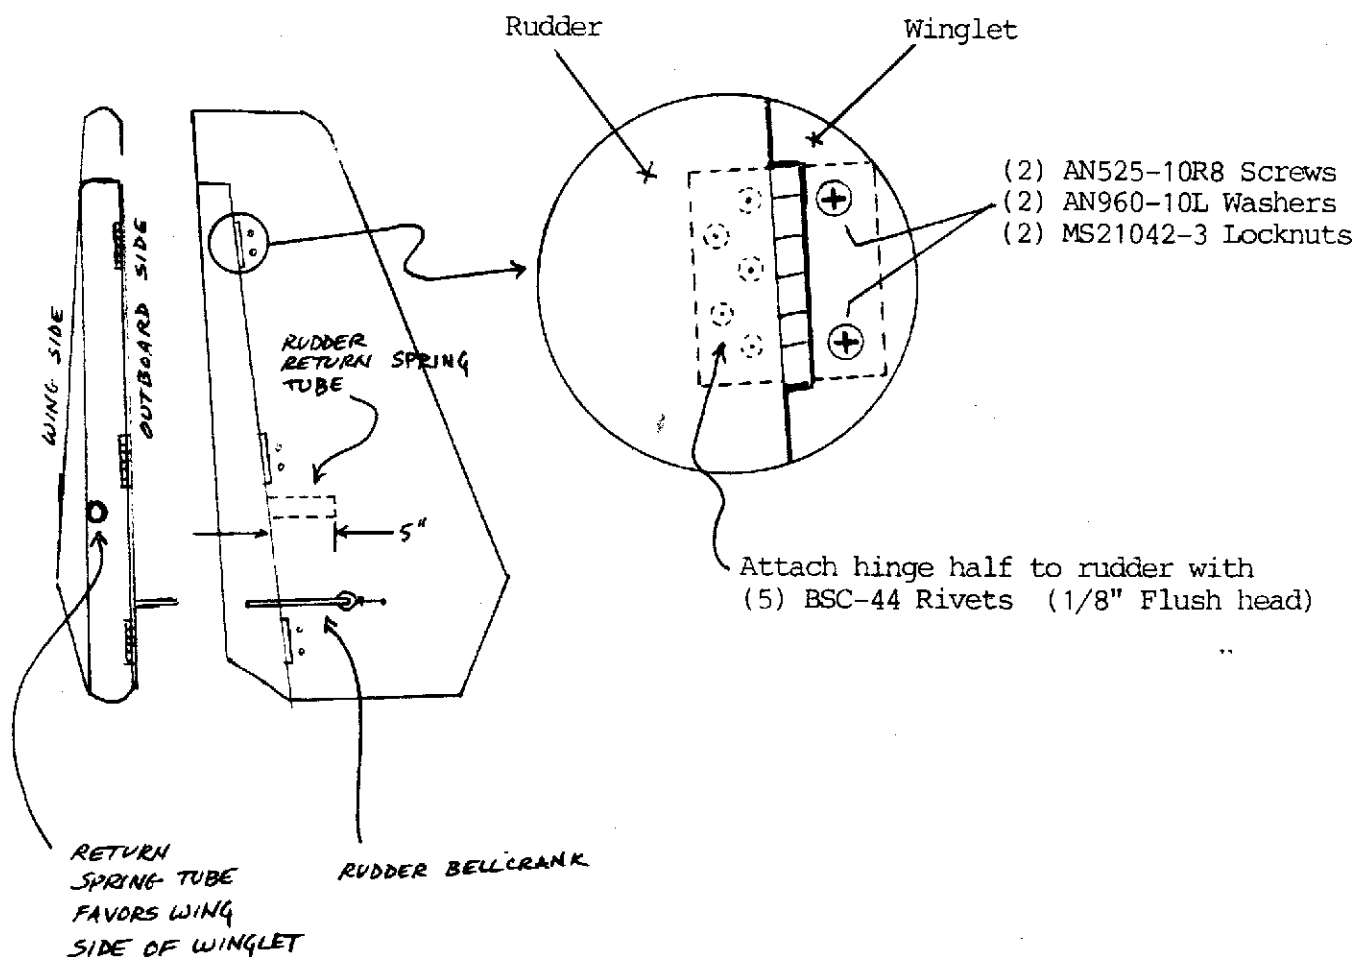 Rudder
Winglet
(2) AN525-10R8 Screws
(2) AN960-10L Washers
(2) MS21042-3 Locknuts
WING SIDE
OUTBOARD SIDE
RUDDER
RETURN SPRING
TUBE
5"
Attach hinge half to rudder with
(5) BSC-44 Rivets (1/8" Flush head)
RETURN
SPRING TUBE
FAVORS WING
SIDE OF WINGLET
RUDDER BELLCRANK